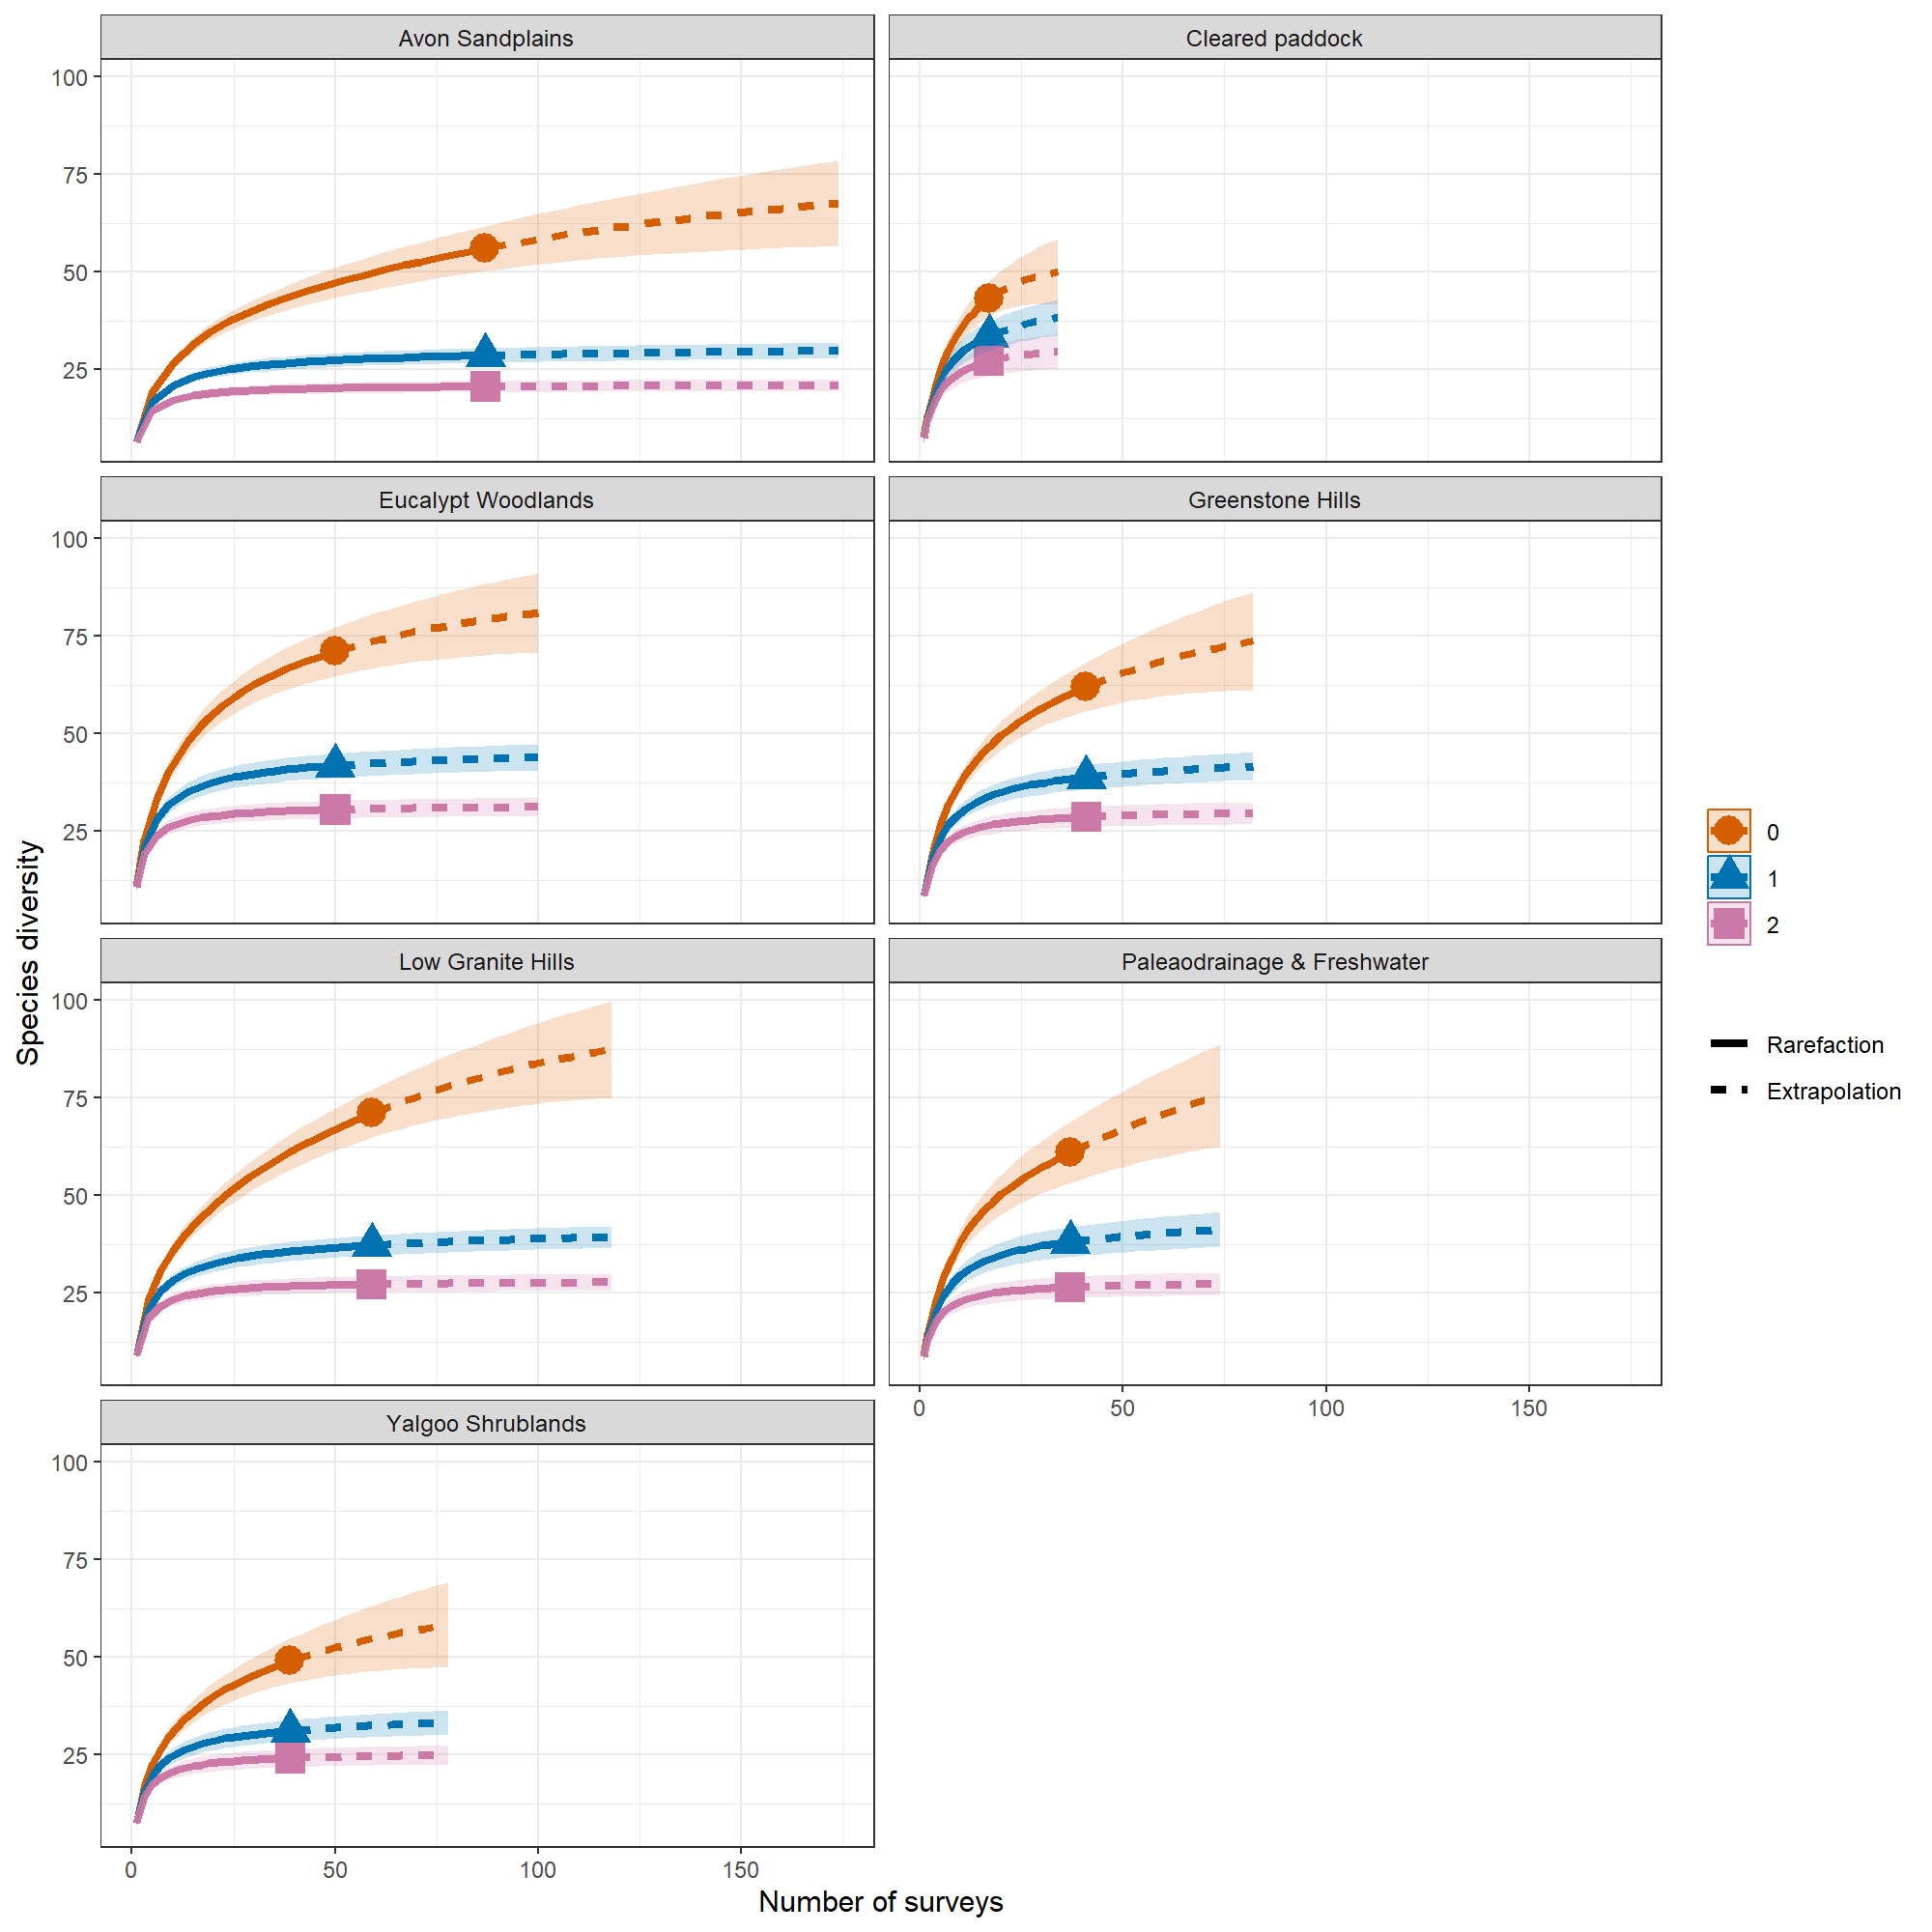 Avon Sandplains
Cleared paddock
100
75
50
25
Eucalypt Woodlands
Greenstone Hills
100
75
50
25
Low Granite Hills
Paleaodrainage & Freshwater
100
75
50
25
0 50 100 150
Yalgoo Shrublands
100
75
50
25
0 50 100 150
Number of surveys
Species diversity
0
1
2
Rarefaction
Extrapolation